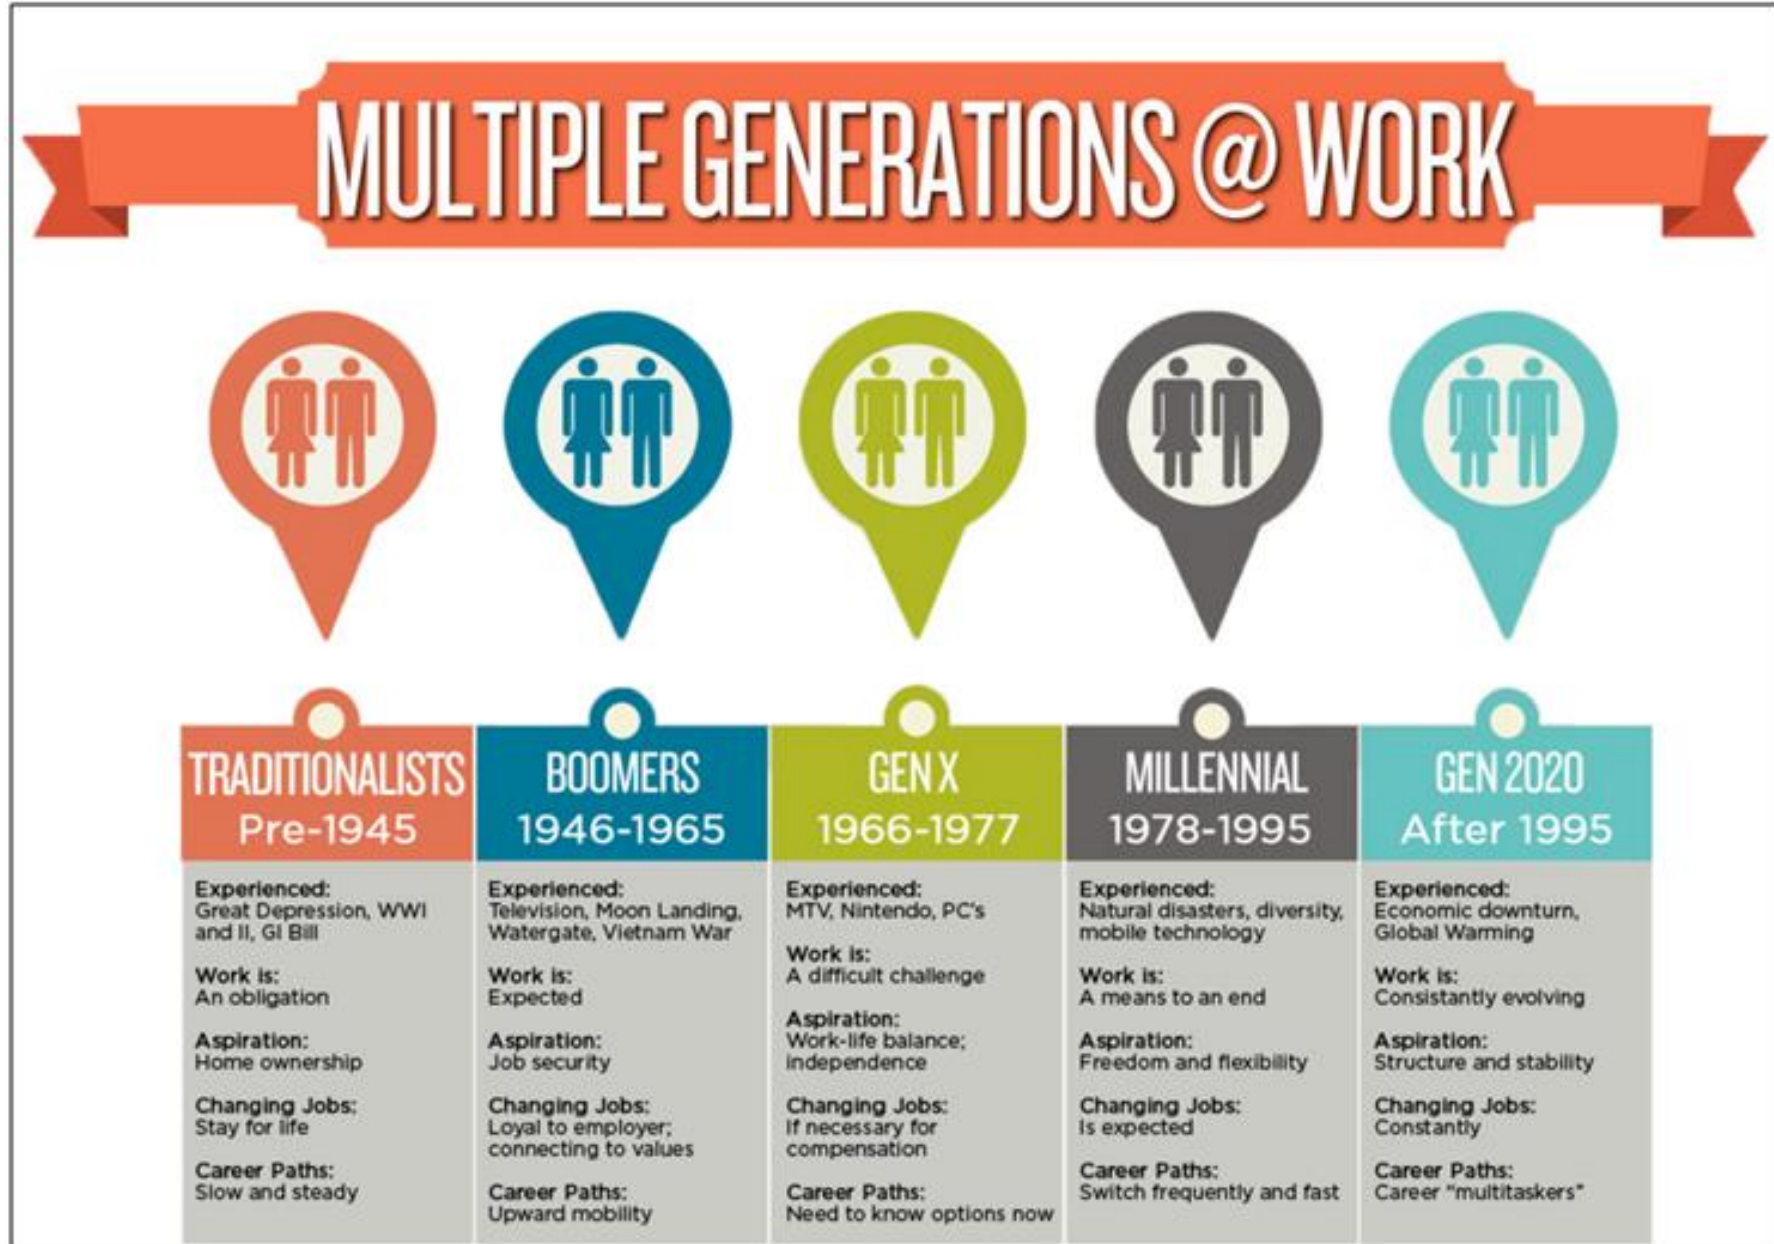 MULTIPLE GENERATIONS @ WORK
TRADITIONALISTS
Pre-1945
Experienced:
Great Depression, WWI
and II, GI Bill
Work is:
An obligation
Aspiration:
Home ownership
Changing Jobs:
Stay for life
Career Paths:
Slow and steady
BOOMERS
1946-1965
Experienced:
Television, Moon Landing,
Watergate, Vietnam War
Work is:
Expected
Aspiration:
Job security
Changing Jobs:
Loyal to employer;
connecting to values
Career Paths:
Upward mobility
GEN X
1966-1977
Experienced:
MTV, Nintendo, PC's
Work is:
A difficult challenge
Aspiration:
Work-life balance;
independence
Changing Jobs:
If necessary for
compensation
Career Paths:
Need to know options now
MILLENNIAL
1978-1995
Experienced:
Natural disasters, diversity,
mobile technology
Work is:
A means to an end
Aspiration:
Freedom and flexibility
Changing Jobs:
Is expected
Career Paths:
Switch frequently and fast
GEN 2020
After 1995
Experienced:
Economic downturn,
Global Warming
Work is:
Consistantly evolving
Aspiration:
Structure and stability
Changing Jobs:
Constantly
Career Paths:
Career "multitaskers"